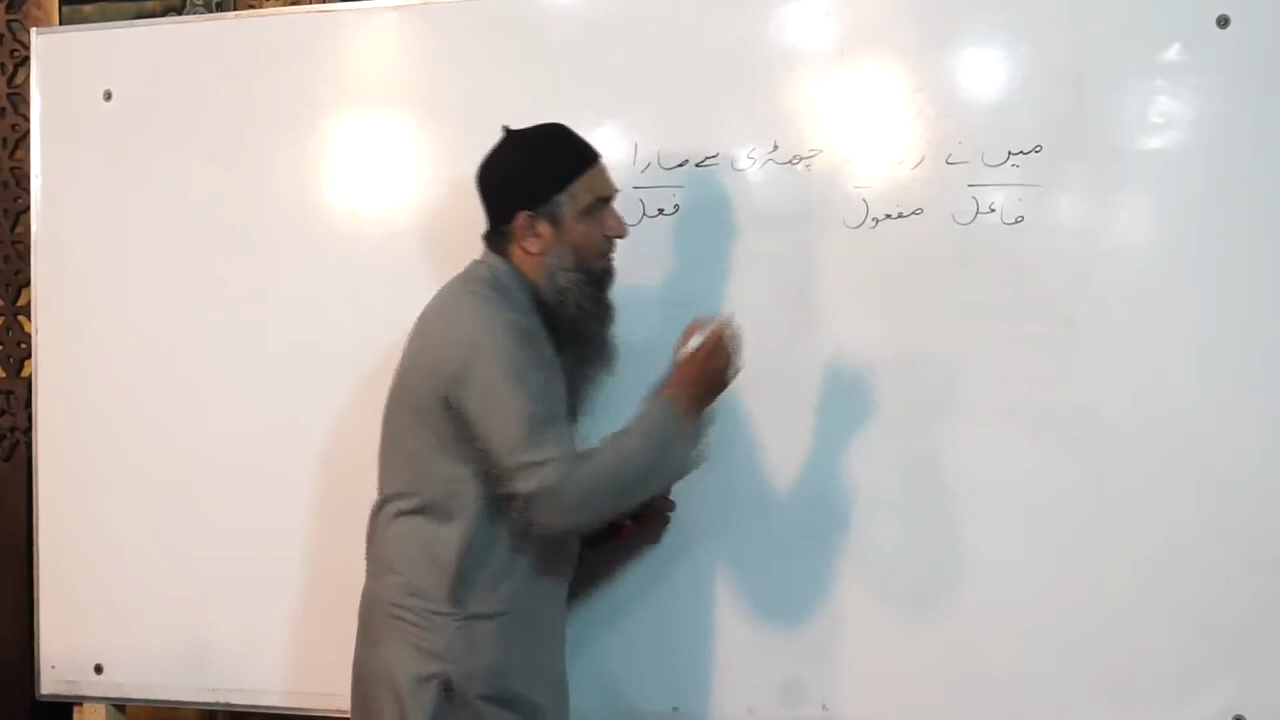 میں نے چھڑی سے مارا
فاعل مفعول فعل